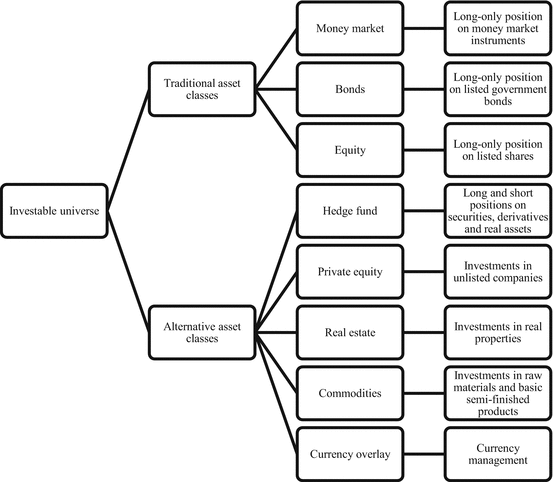 Money market
Long-only position
on money market
instruments
Traditional asset
classes
Bonds
Long-only position
on listed government
bonds
Equity
Long-only position
on listed shares
Investable universe
Hedge fund
Long and short
positions on
securities, derivatives
and real assets
Private equity
Investments in
unlisted companies
Alternative asset
classes
Real estate
Investments in real
properties
Commodities
Investments in raw
materials and basic
semi-finished
products
Currency overlay
Currency
management